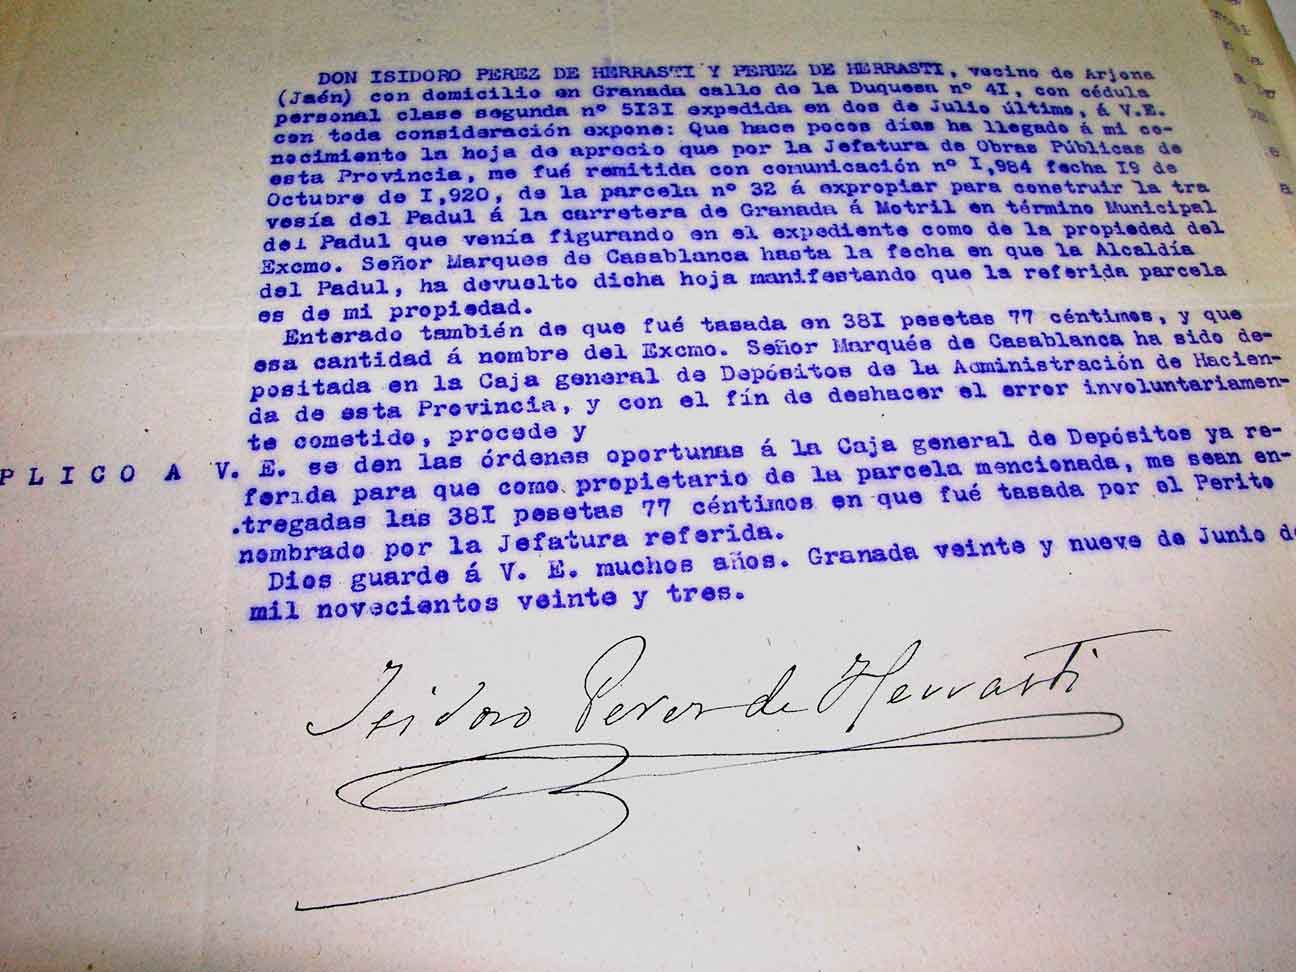 DON ISIDORO PEREZ DE HERRASTI Y PEREZ DE HERRASTI, vecino de Arjona
(Jaén) con domicilio en Granada calle de la Duquesa nº 4I, con cédula
personal clase segunda nº 5I3I expedida en dos de Julio último, á V.E.
con toda consideración expone: Que hace pocos días ha llegado á mi co-
nocimiento la hoja de aprecio que por la Jefatura de Obras Públicas de
esta Provincia, me fué remitida con comunicación nº I,984 fecha I9 de
Octubre de I,920, de la parcela nº 32 á expropiar para construir la tra
vesía del Padul á la carretera de Granada á Motril en término Municipal
del Padul que venía figurando en el expediente como de la propiedad del
Excmo. Señor Marques de Casablanca hasta la fecha en que la Alcaldía
del Padul, ha devuelto dicha hoja manifestando que la referida parcela
es de mi propiedad.
Enterado también de que fué tasada en 38I pesetas 77 céntimos, y que
esa cantidad á nombre del Excmo. Señor Marqués de Casablanca ha sido de-
positada en la Caja general de Depósitos de la Administración de Hacien-
da de esta Provincia, y con el fín de deshacer el error involuntariamen-
te cometido, procede y
PLICO A V. E. se den las órdenes oportunas á la Caja general de Depósitos ya re-
ferida para que como propietario de la parcela mencionada, me sean en-
.tregadas las 38I pesetas 77 céntimos en que fué tasada por el Perito
nombrado por la Jefatura referida.
Dios guarde á V. E. muchos años. Granada veinte y nueve de Junio de
mil novecientos veinte y tres.
Isidoro Perez de Herrasti